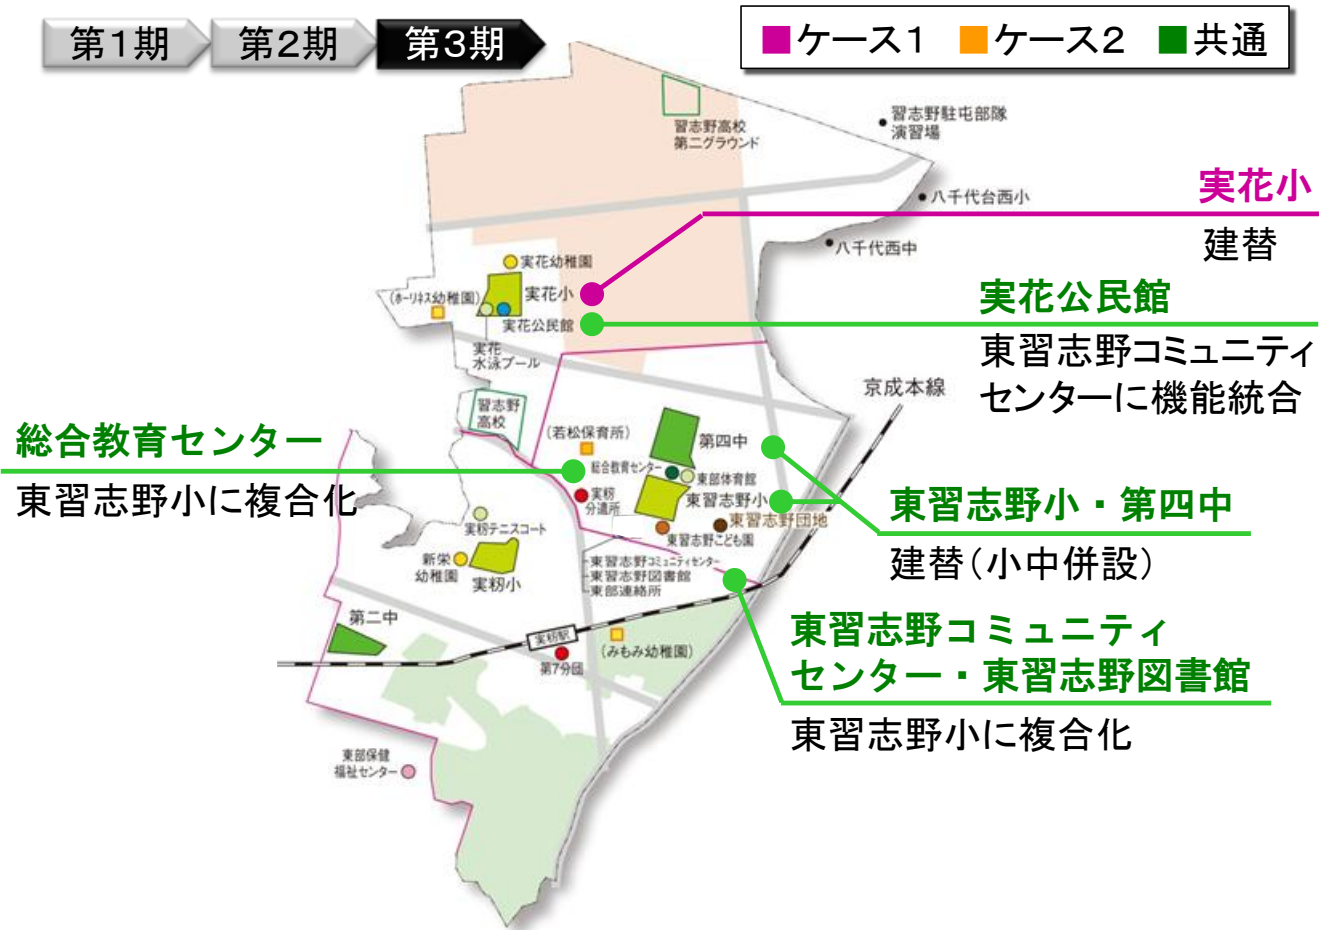 第1期
第2期
第3期
■ケース1 ■ケース2 ■共通
習志野高校
第二グラウンド
習志野駐屯部隊
演習場
八千代台西小
八千代西中
実花小
建替
実花幼稚園
(ホーリネス幼稚園)
実花小
実花公民館
実花
水泳プール
実花公民館
東習志野コミュニティ
センターに機能統合
京成本線
習志野
高校
総合教育センター
東習志野小に複合化
(若松保育所)
第四中
総合教育センター
東部体育館
実籾
分遣所
東習志野小
東習志野団地
東習志野こども園
東習志野小・第四中
建替(小中併設)
実籾テニスコート
新栄
幼稚園
実籾小
東習志野コミュニティセンター
東習志野図書館
東部連絡所
東習志野コミュニティ
センター・東習志野図書館
東習志野小に複合化
第二中
実籾駅
第7分団
(みもみ幼稚園)
東部保健
福祉センター